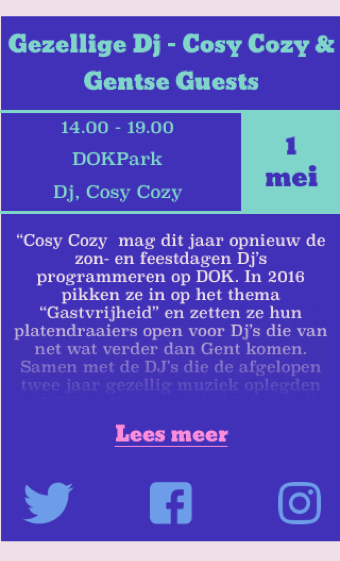 Gezellige Dj - Cosy Cozy &
Gentse Guests
14.00 - 19.00
DOKPark
Dj, Cosy Cozy
1
mei
“Cosy Cozy mag dit jaar opnieuw de
zon- en feestdagen Dj’s
programmeren op DOK. In 2016
pikken ze in op het thema
“Gastvrijheid” en zetten ze hun
platendraaiers open voor Dj’s die van
net wat verder dan Gent komen.
Samen met de DJ’s die de afgelopen
twee jaar gezellig muziek oplegden
Lees meer